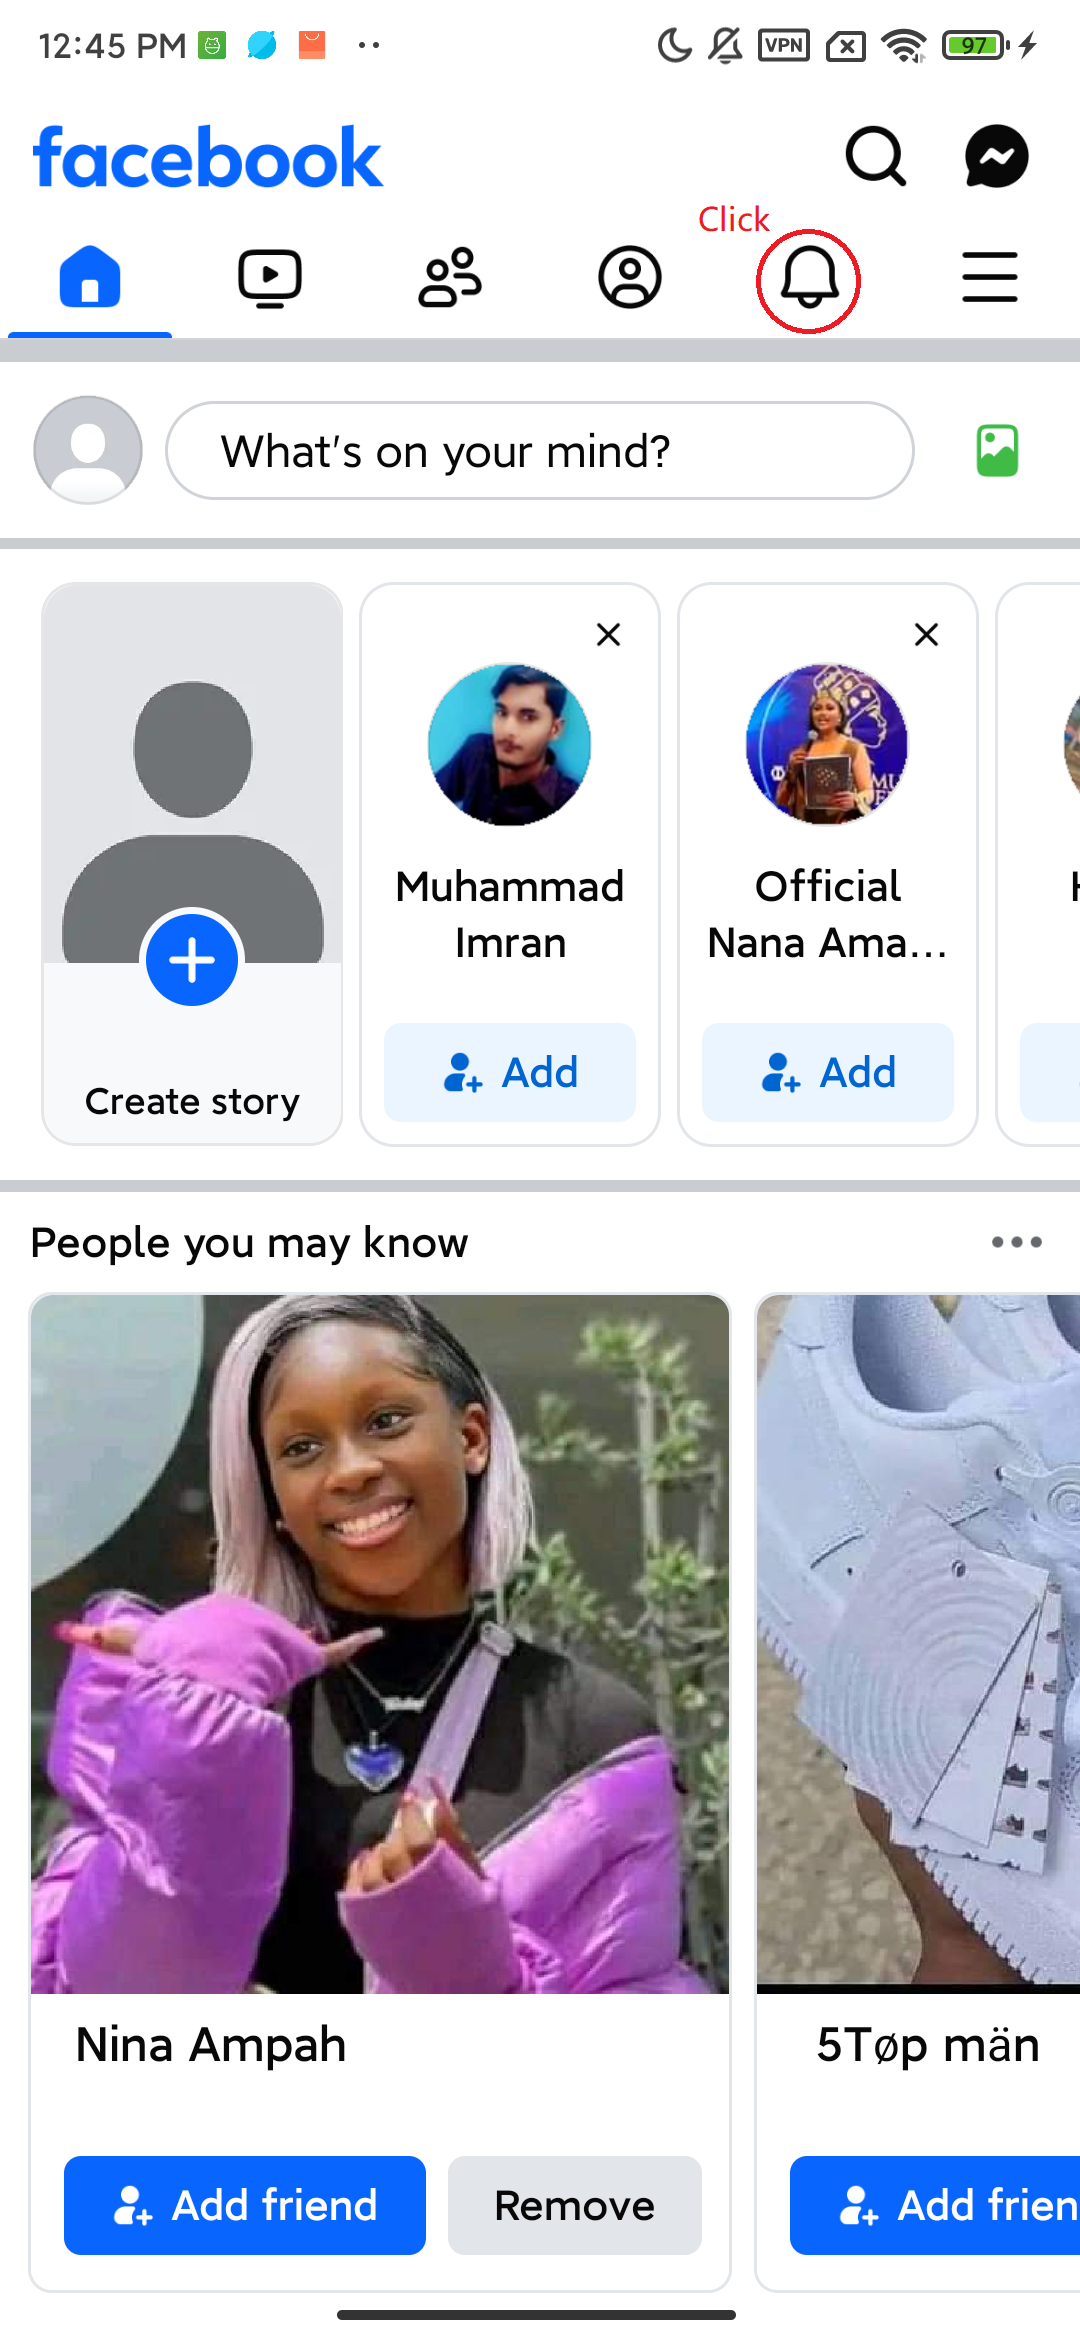 12:45 PM
VPN
97
facebook
Click
What's on your mind?
Muhammad
Imran
Add
Official
Nana Ama...
Add
Create story
People you may know
Nina Ampah
Add friend
Remove
5Tøp män
Add frien